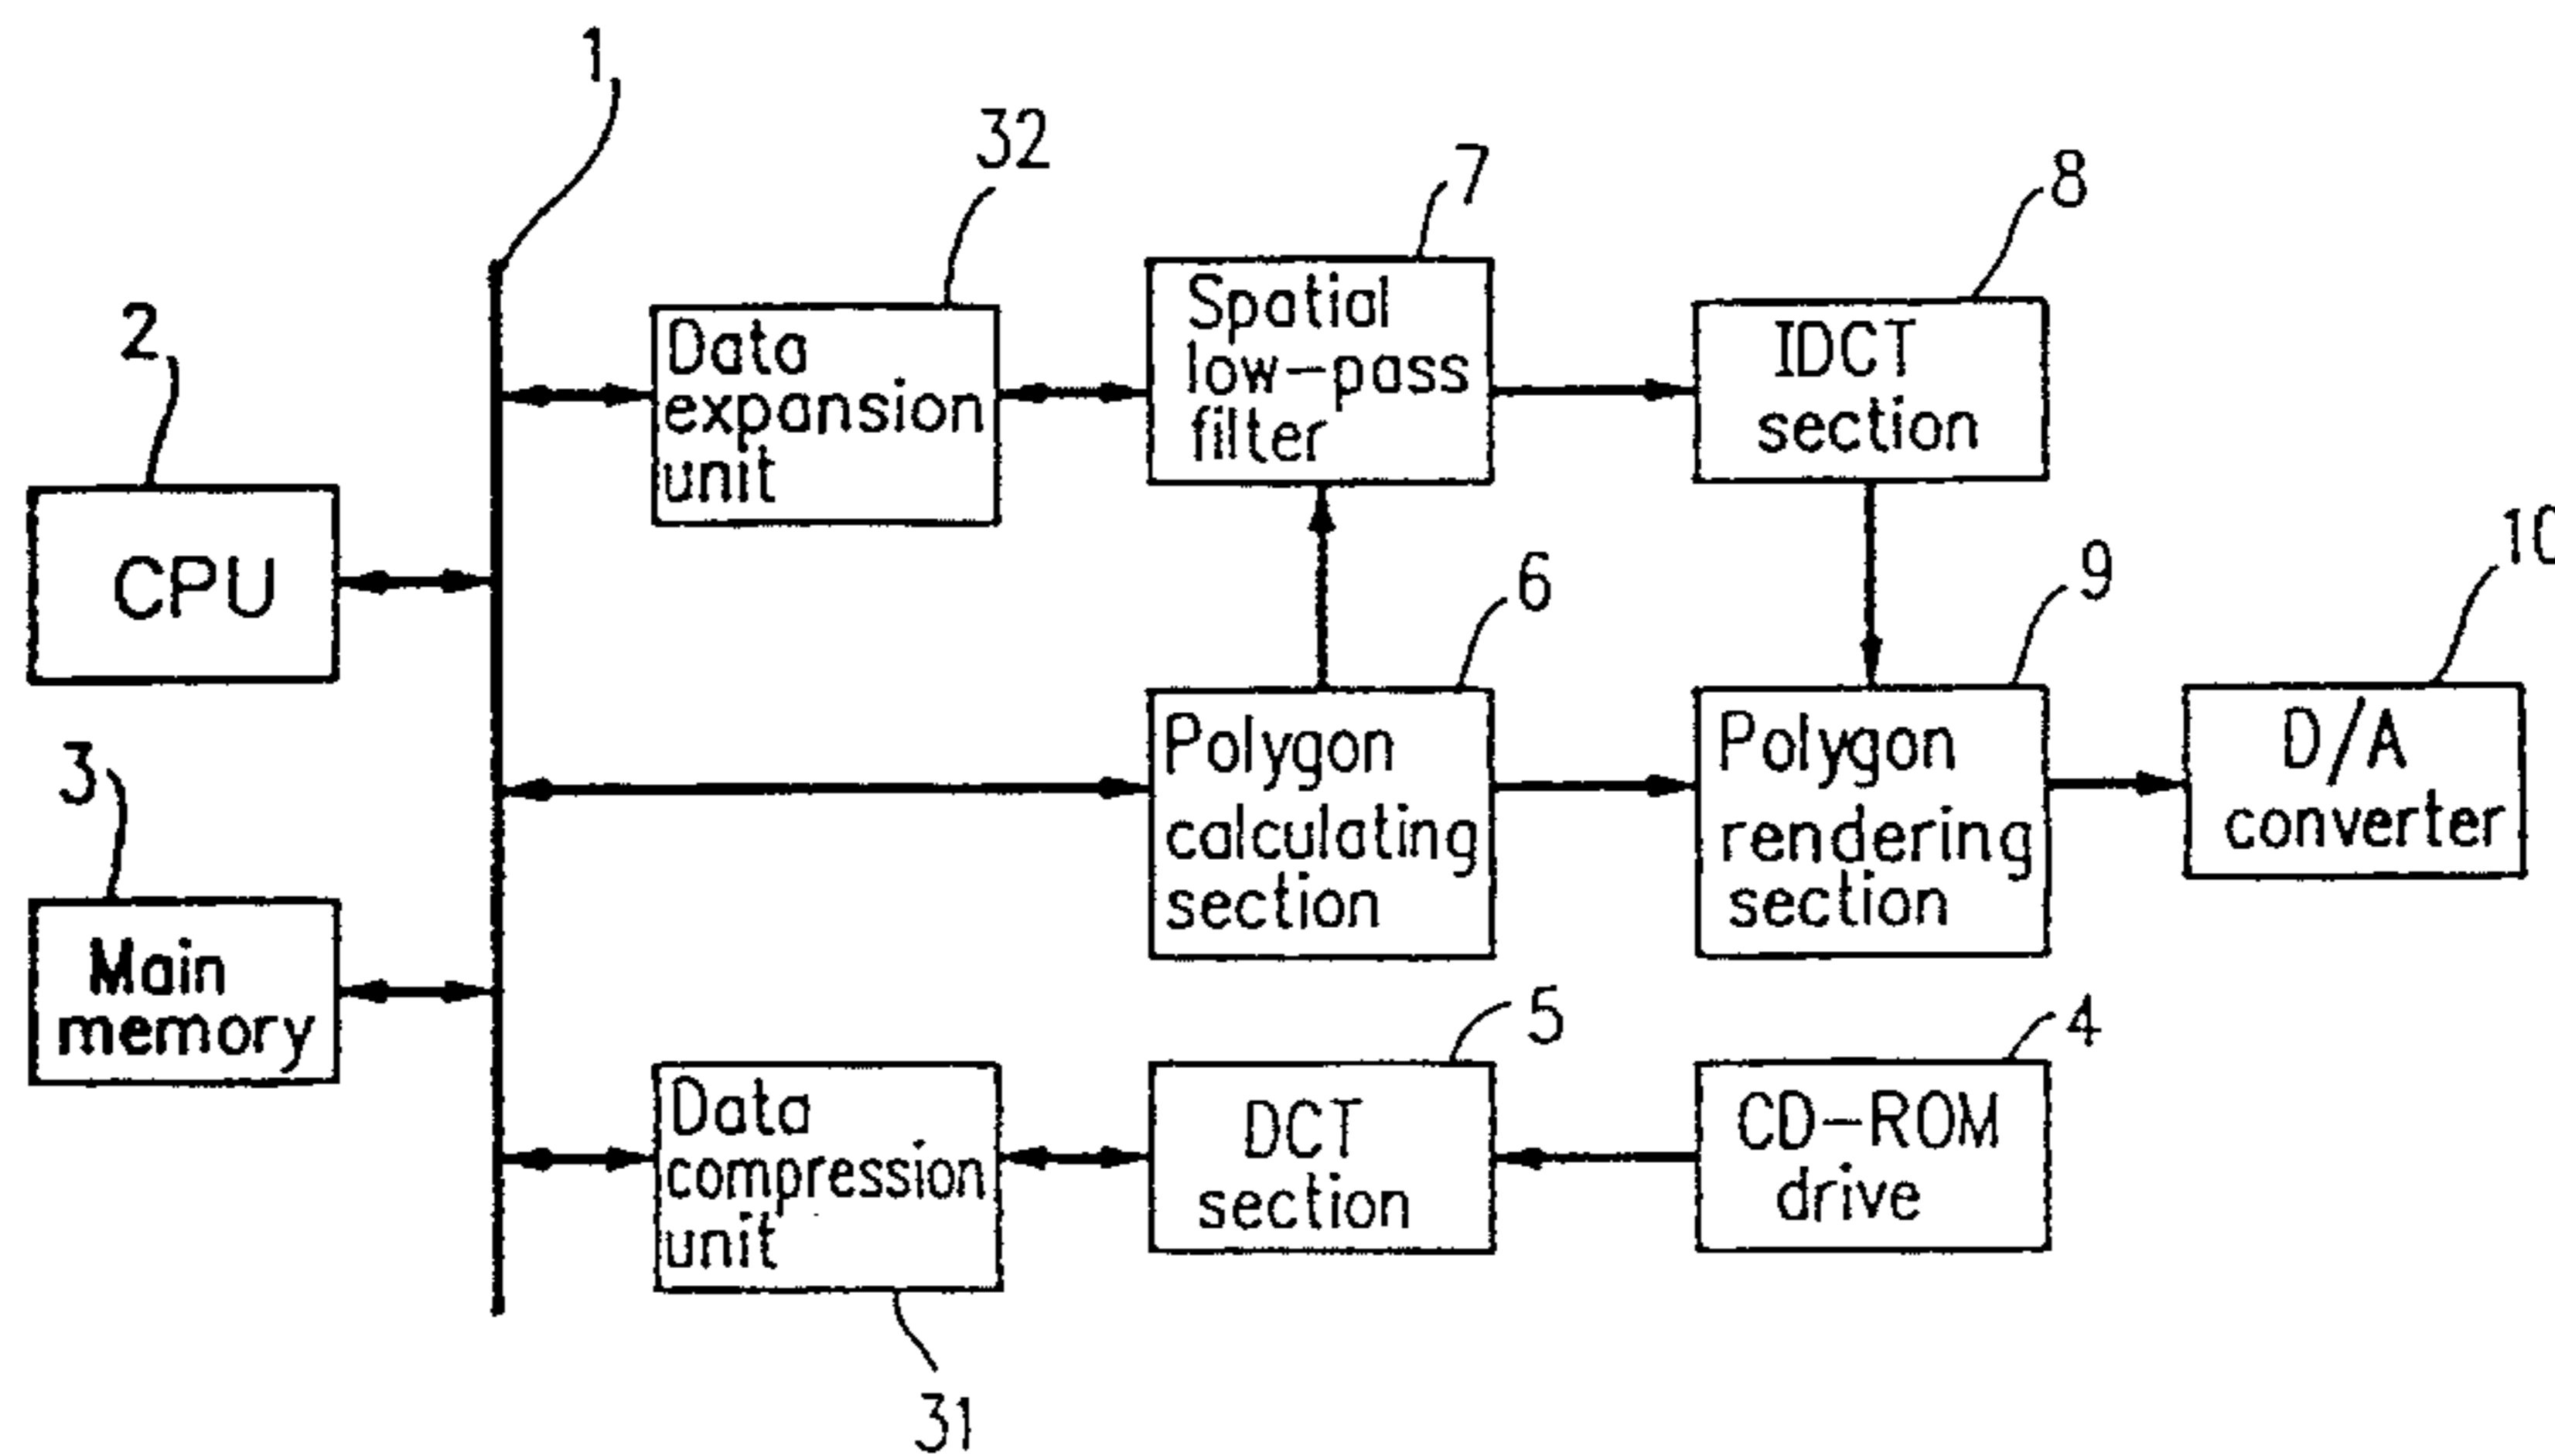 1
32
7
8
Data
expansion
unit
Spatial
low-pass
filter
IDCT
section
2
CPU
6
9
10
Polygon
calculating
section
Polygon
rendering
section
D/A
converter
3
Main
memory
5
4
Data
compression
unit
DCT
section
CD-ROM
drive
31